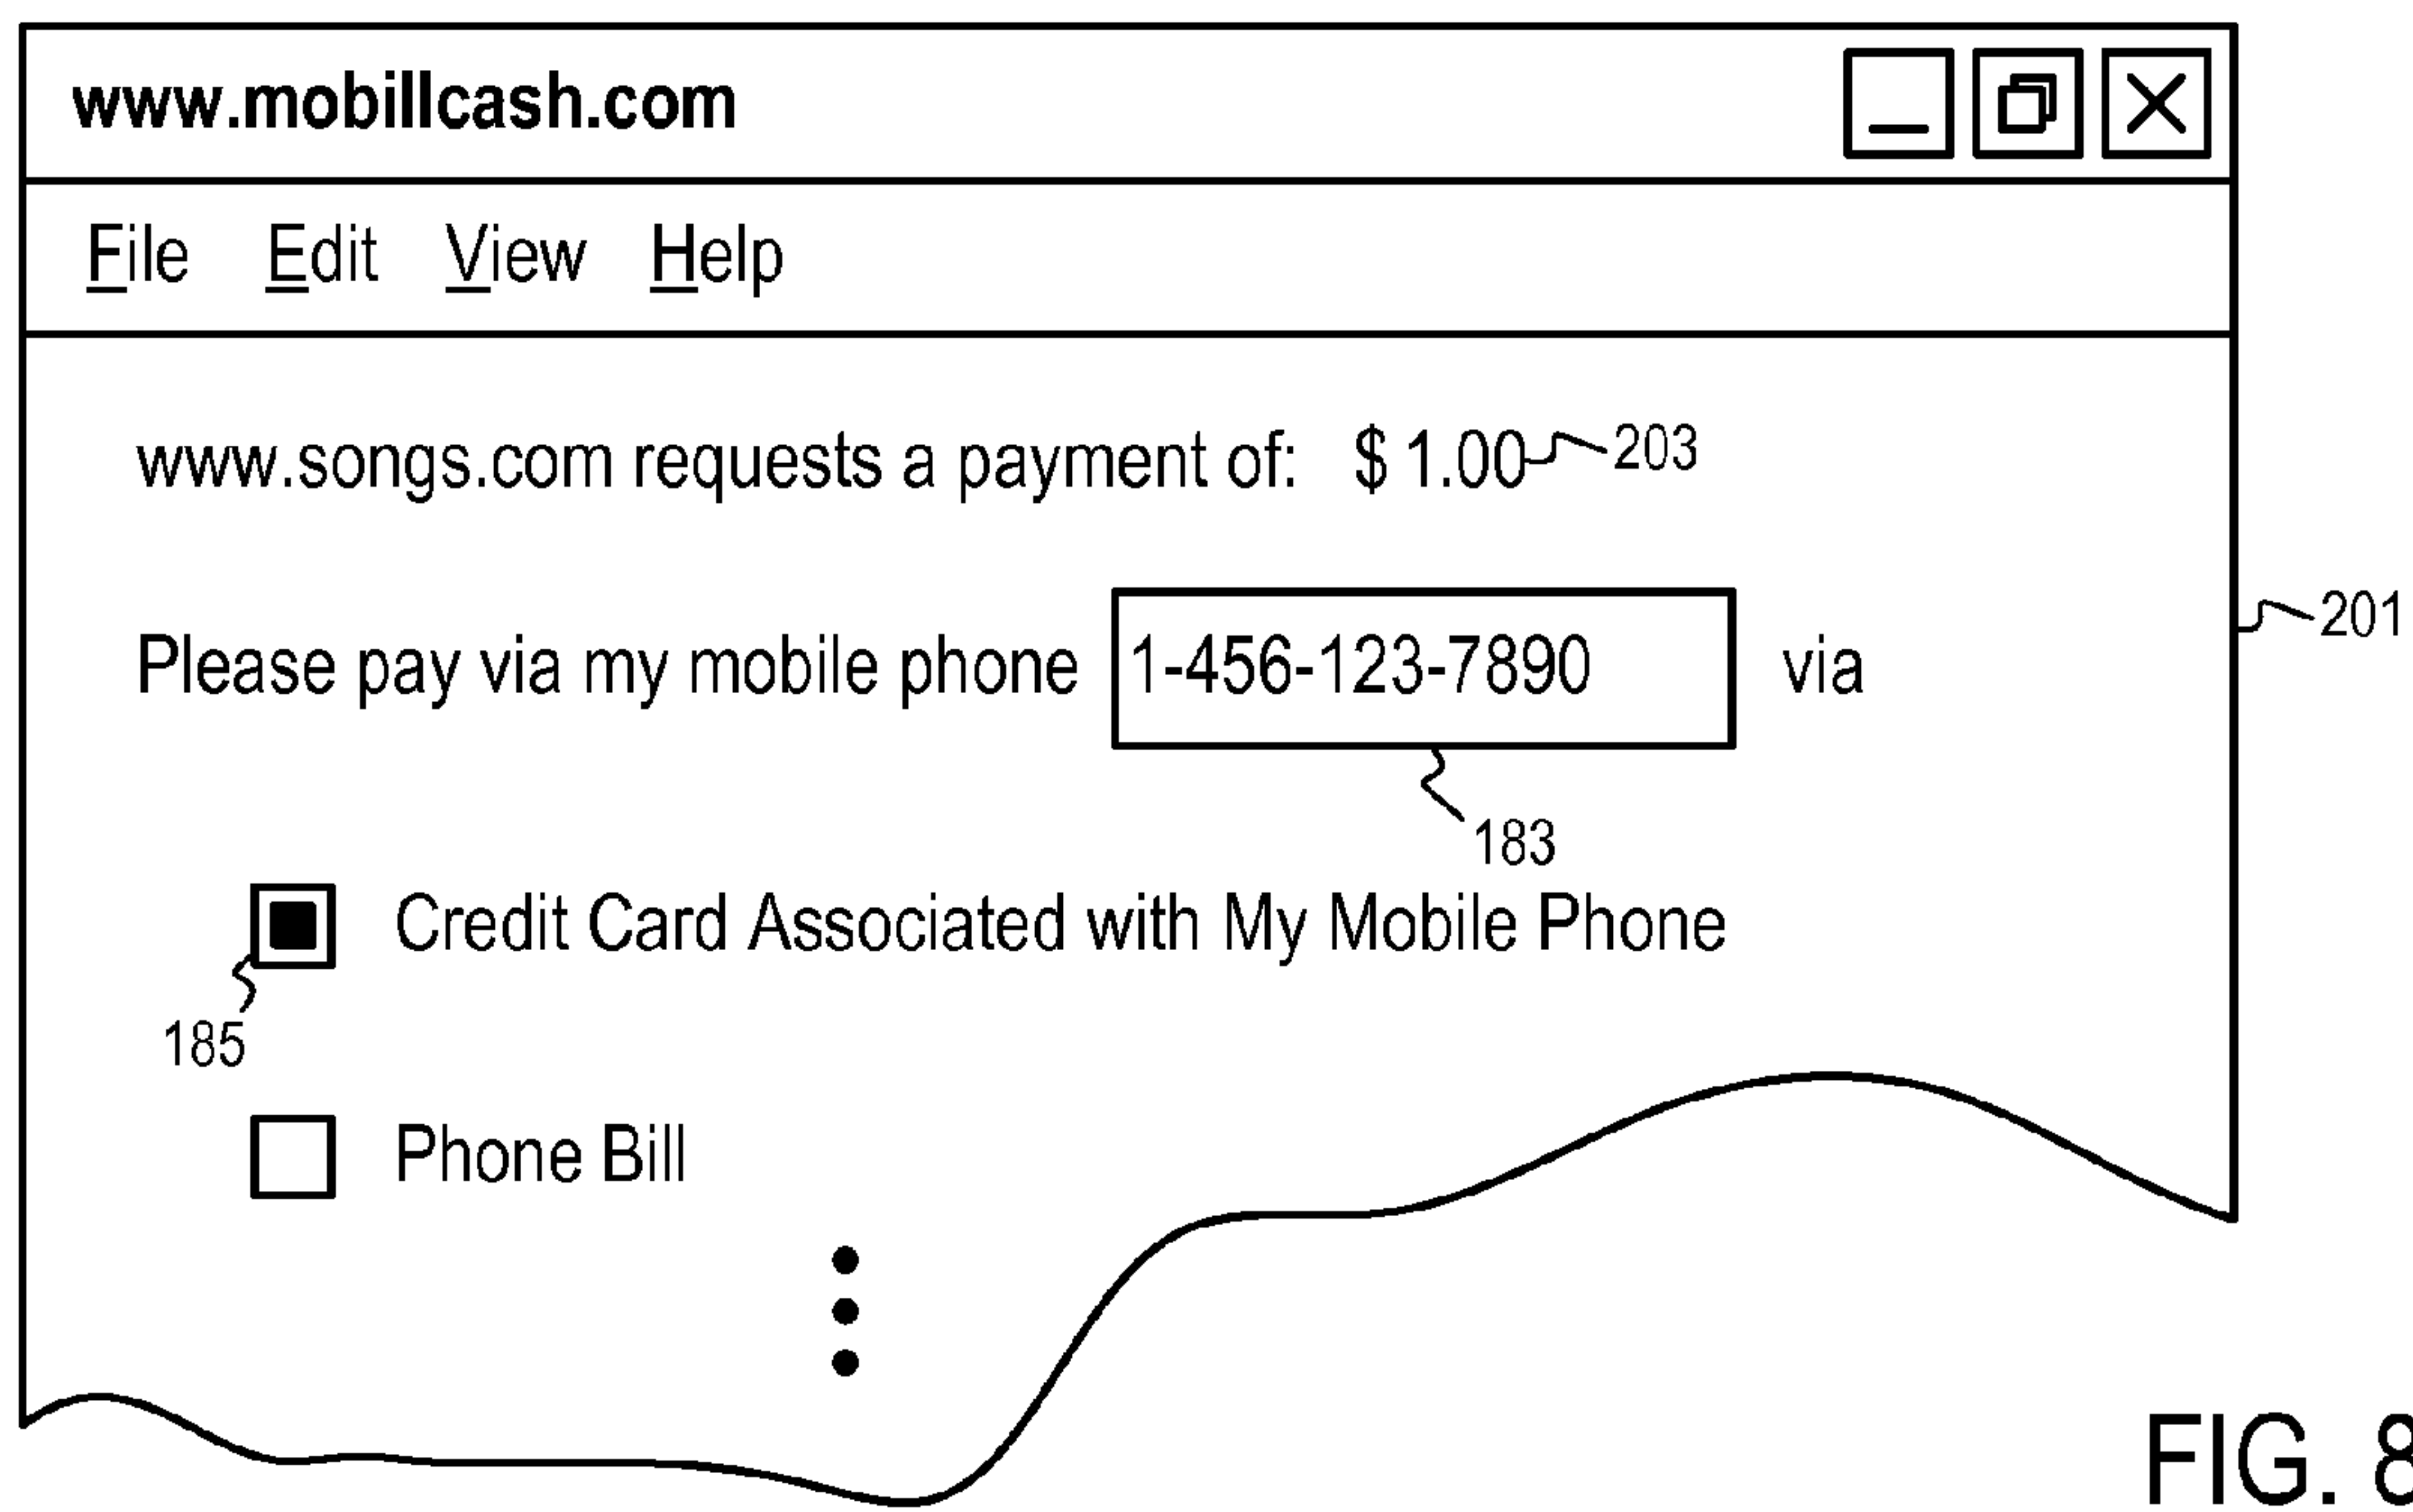 www.mobillcash.com
File Edit View Help
www.songs.com requests a payment of: $ 1.00 203
201
Please pay via my mobile phone 1-456-123-7890 via
183
Credit Card Associated with My Mobile Phone
185
Phone Bill
FIG. 8